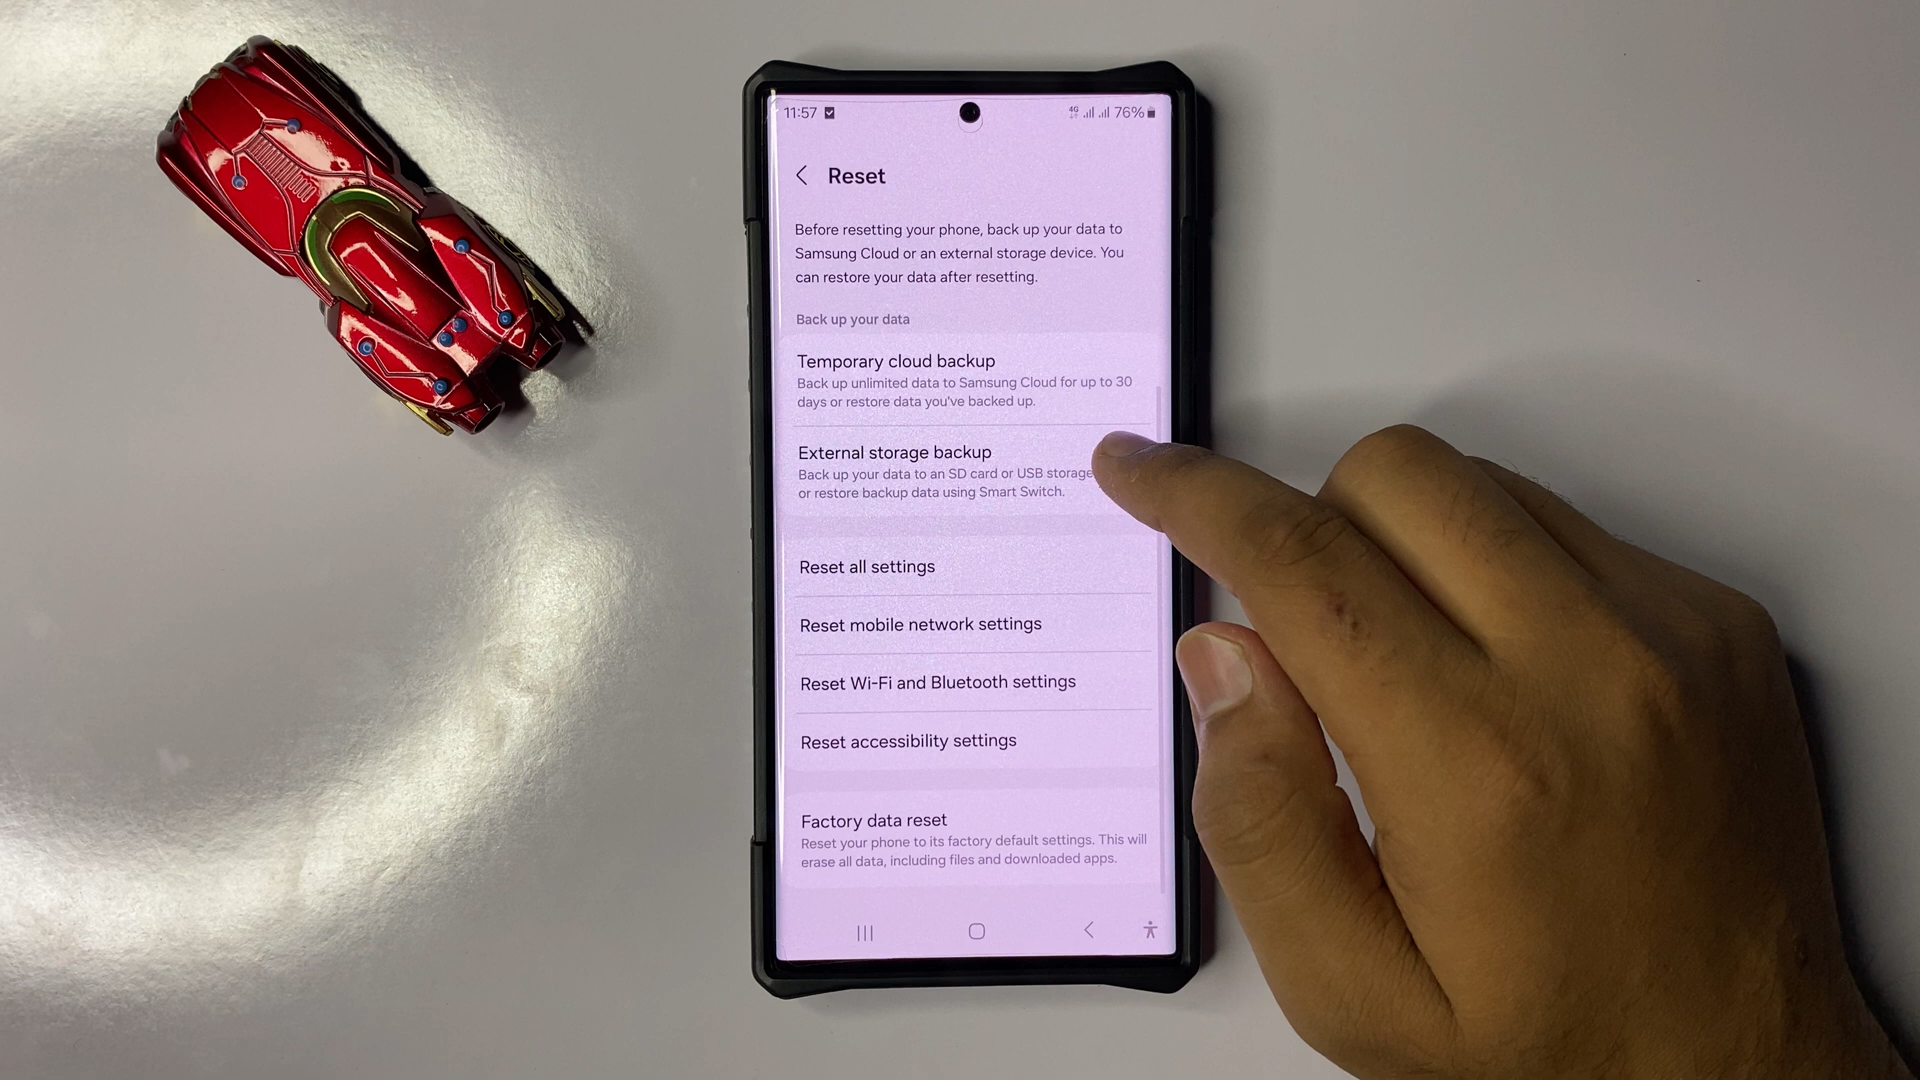 11:57
4G
76%
Reset
Before resetting your phone, back up your data to
Samsung Cloud or an external storage device. You
can restore your data after resetting.
Back up your data
Temporary cloud backup
Back up unlimited data to Samsung Cloud for up to 30
days or restore data you've backed up.
External storage backup
Back up your data to an SD card or USB storage
or restore backup data using Smart Switch.
Reset all settings
Reset mobile network settings
Reset Wi-Fi and Bluetooth settings
Reset accessibility settings
Factory data reset
Reset your phone to its factory default settings. This will
erase all data, including files and downloaded apps.